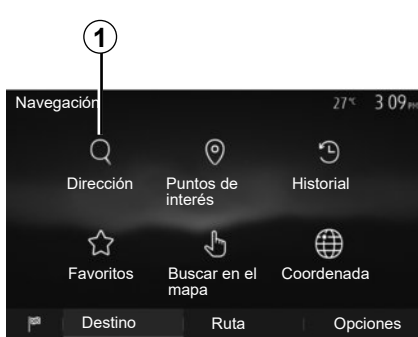 1
Navegación 27°C 3 09 PM
Dirección Puntos de interés Historial
Favoritos Buscar en el mapa Coordenada
Destino Ruta Opciones